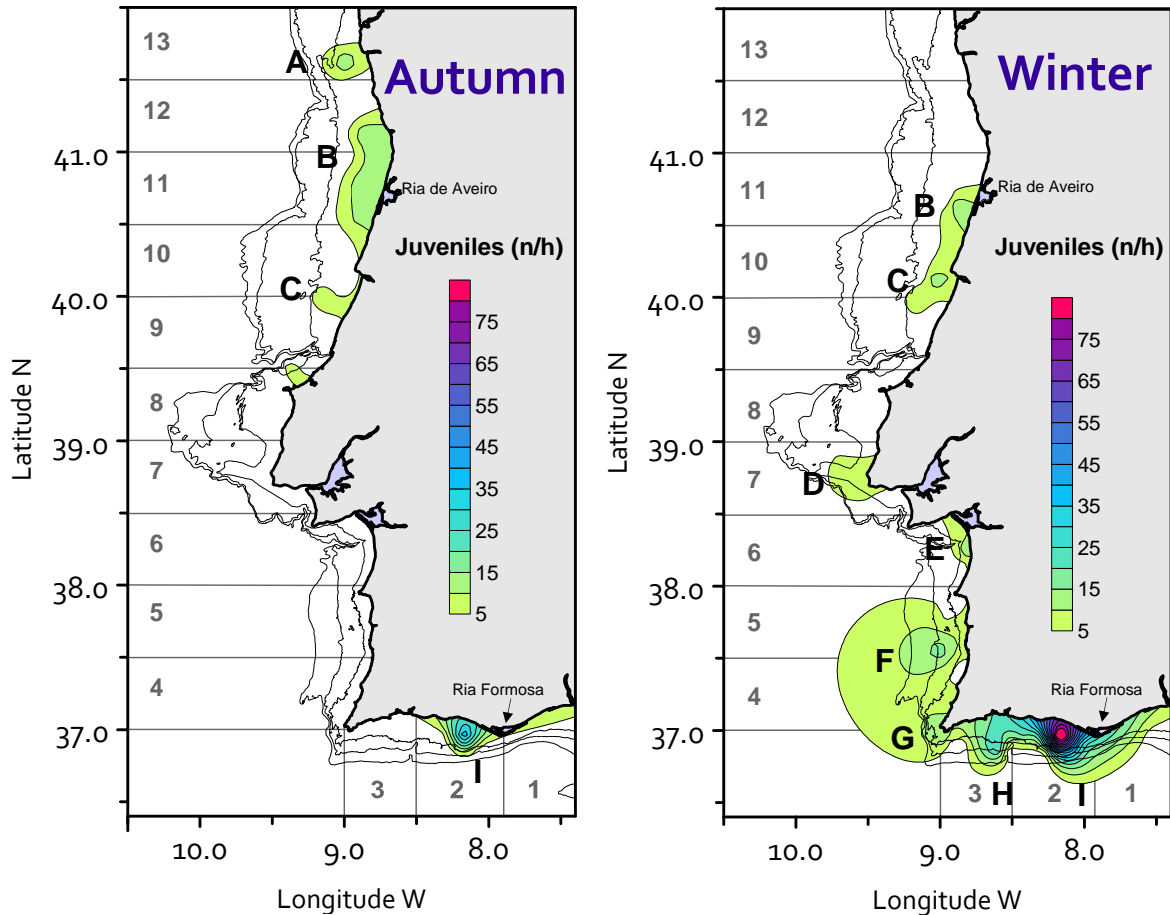 Autumn
13
12
11
10
9
8
7
6
5
4
3
2
1
A
B
C
I
Ria de Aveiro
Juveniles (n/h)
75
65
55
45
35
25
15
5
Ria Formosa
41.0
40.0
39.0
38.0
37.0
Latitude N
10.0
9.0
8.0
Longitude W
Winter
13
12
11
10
9
8
7
6
5
4
3
2
1
B
C
D
E
F
G
H
I
Ria de Aveiro
Juveniles (n/h)
75
65
55
45
35
25
15
5
Ria Formosa
41.0
40.0
39.0
38.0
37.0
Latitude N
10.0
9.0
8.0
Longitude W